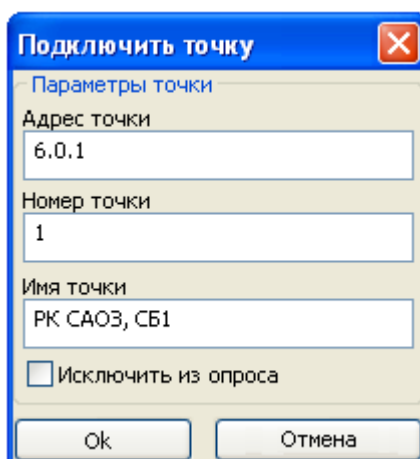 Подключить точку
Параметры точки
Адрес точки
6.0.1
Номер точки
1
Имя точки
РК САОЗ, СБ1
Исключить из опроса
Ok
Отмена